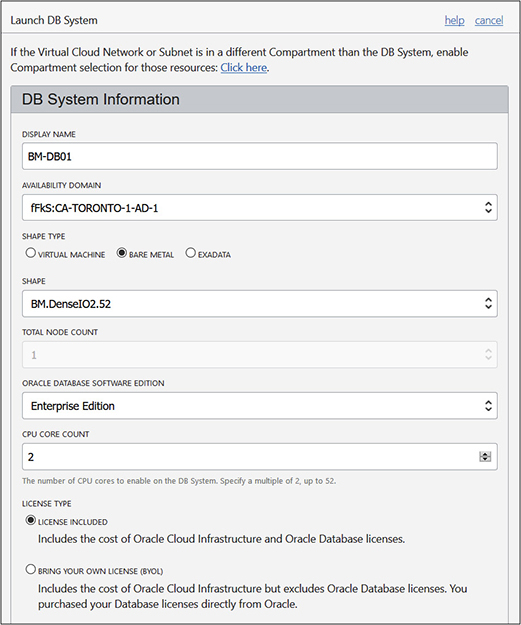 Launch DB System
help
cancel
If the Virtual Cloud Network or Subnet is in a different Compartment than the DB System, enable
Compartment selection for those resources: Click here.
DB System Information
DISPLAY NAME
BM-DB01
AVAILABILITY DOMAIN
fFkS:CA-TORONTO-1-AD-1
SHAPE TYPE
VIRTUAL MACHINE
BARE METAL
EXADATA
SHAPE
BM.DenseIO2.52
TOTAL NODE COUNT
1
ORACLE DATABASE SOFTWARE EDITION
Enterprise Edition
CPU CORE COUNT
2
The number of CPU cores to enable on the DB System. Specify a multiple of 2, up to 52.
LICENSE TYPE
LICENSE INCLUDED
Includes the cost of Oracle Cloud Infrastructure and Oracle Database licenses.
BRING YOUR OWN LICENSE (BYOL)
Includes the cost of Oracle Cloud Infrastructure but excludes Oracle Database licenses. You
purchased your Database licenses directly from Oracle.